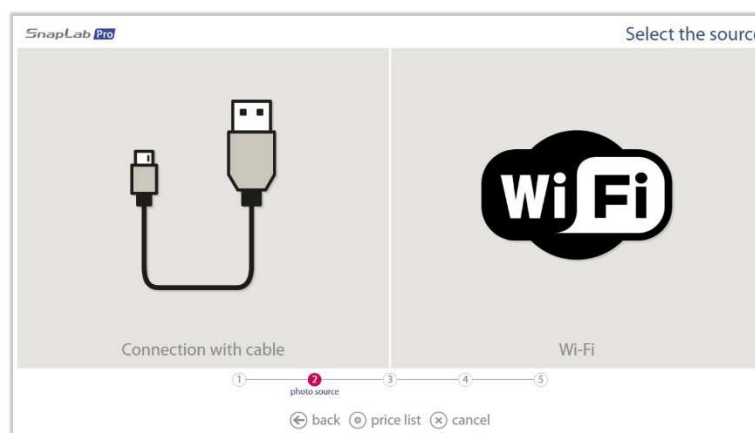 SnapLab Pro
Select the source
WiFi
Connection with cable
Wi-Fi
1 2 3 4 5
photo source
back price list cancel